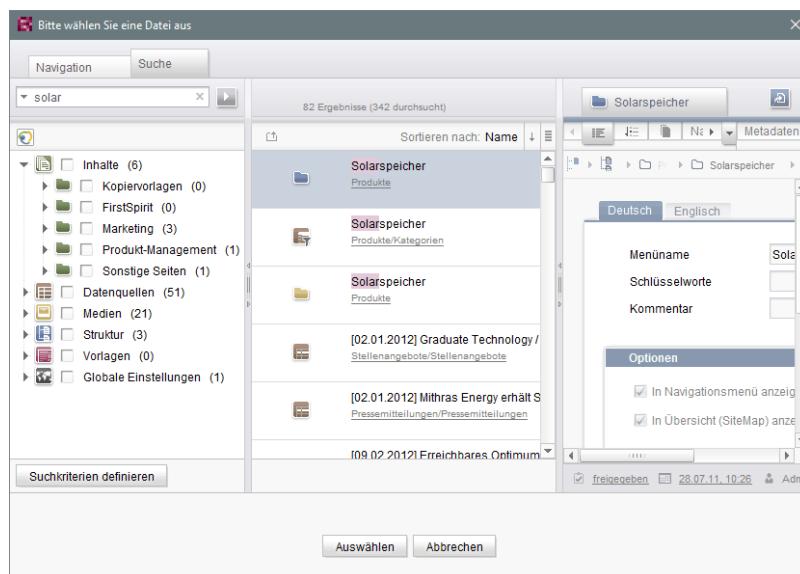 Bitte wählen Sie eine Datei aus
Navigation
Suche
solar
Inhalte (6)
Kopiervorlagen (0)
FirstSpirit (0)
Marketing (3)
Produkt-Management (1)
Sonstige Seiten (1)
Datenquellen (51)
Medien (21)
Struktur (3)
Vorlagen (0)
Globale Einstellungen (1)
Suchkriterien definieren
82 Ergebnisse (342 durchsucht)
Sortieren nach: Name
Solarspeicher
Produkte
Solarspeicher
Produkte/Kategorien
Solarspeicher
Produkte
[02.01.2012] Graduate Technology /
Stellenangebote/Stellenangebote
[02.01.2012] Mithras Energy erhält S
Pressemitteilungen/Pressemitteilungen
[09.02.2012] Erreichbares Optimum
Solarspeicher
Metadaten
Solarspeicher
Deutsch Englisch
Menüname Sola
Schlüsselworte
Kommentar
Optionen
In Navigationsmenü anzeig
In Übersicht (SiteMap) anze
freigegeben 28.07.11, 10:26 Adm
Auswählen Abbrechen